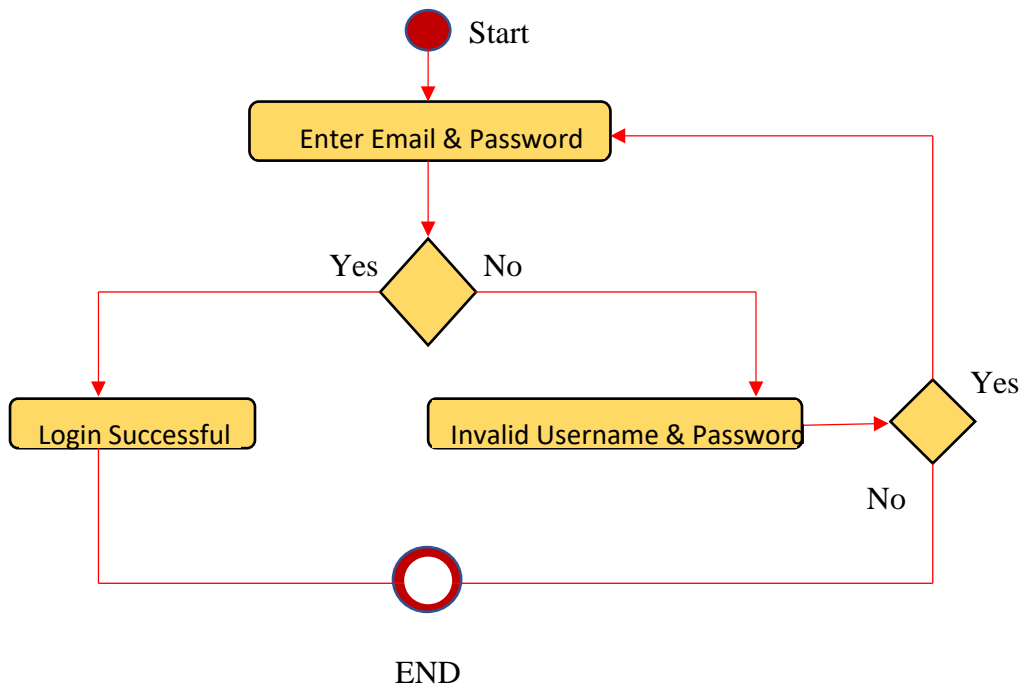 Start
Enter Email & Password
Yes
No
Login Successful
Invalid Username & Password
Yes
No
END